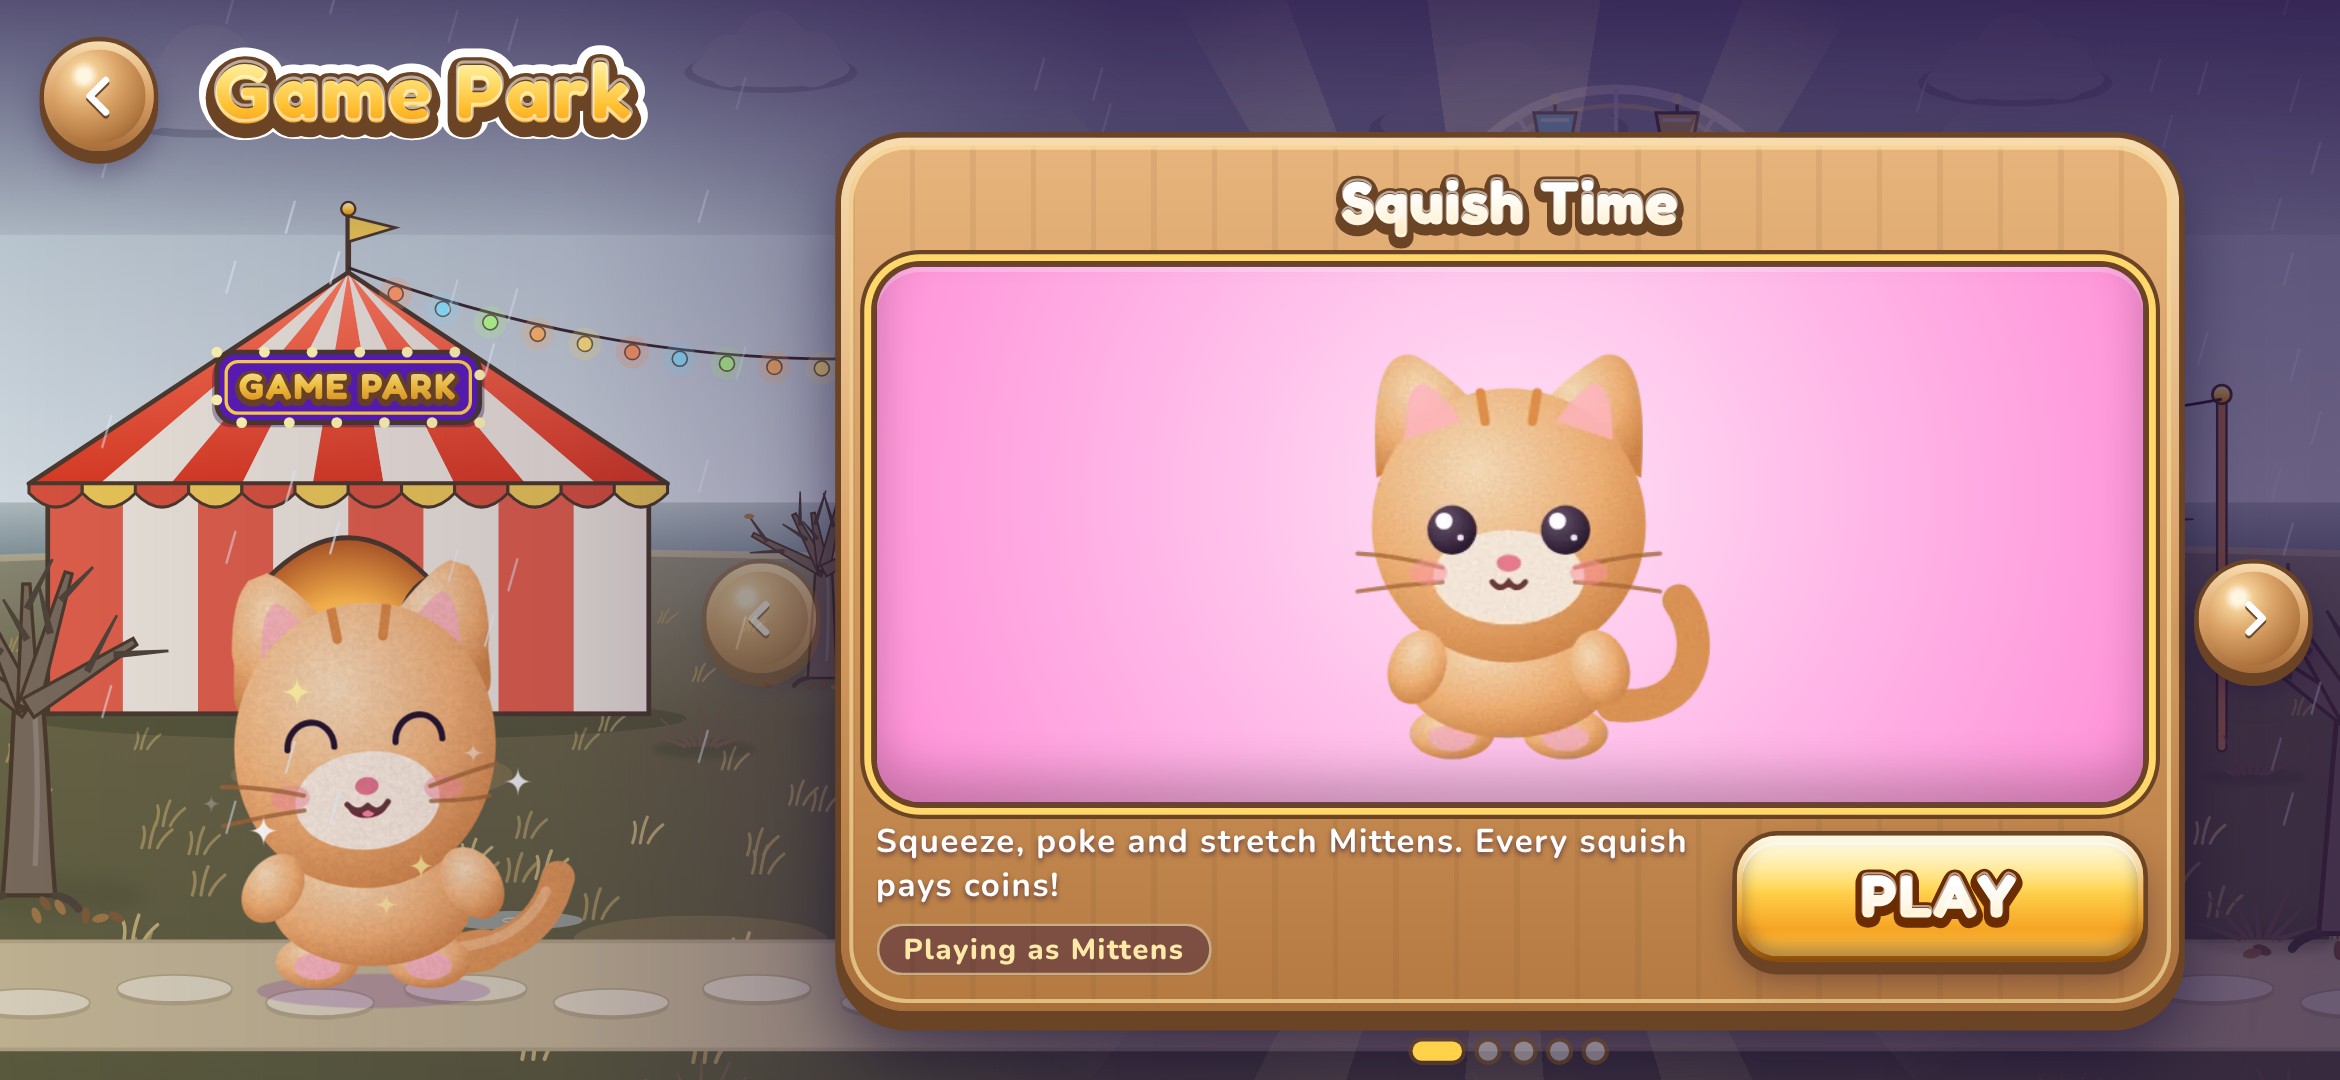 Game Park
GAME PARK
Squish Time
Squeeze, poke and stretch Mittens. Every squish
pays coins!
Playing as Mittens
PLAY